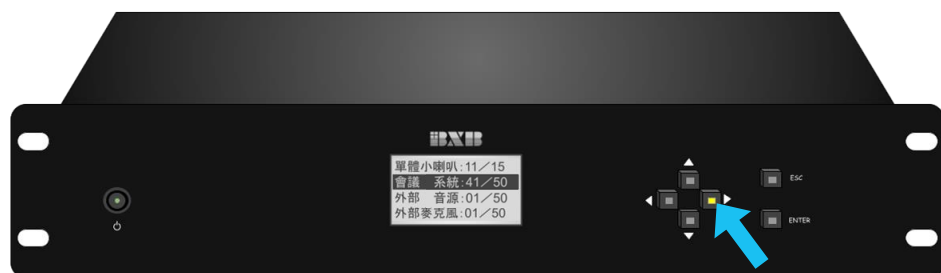 BXB
單體小喇叭:11/15
會議 系統:41/50
外部 音源:01/50
外部麥克風:01/50
ESC
ENTER